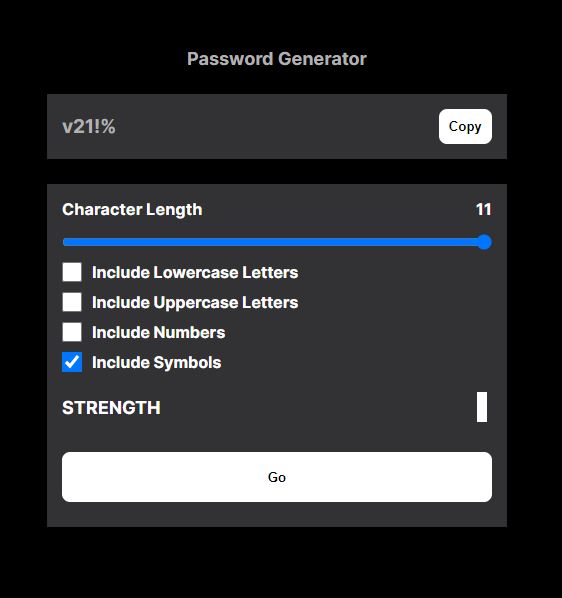 Password Generator
v21!%
Copy
Character Length 11
Include Lowercase Letters
Include Uppercase Letters
Include Numbers
Include Symbols
STRENGTH
Go